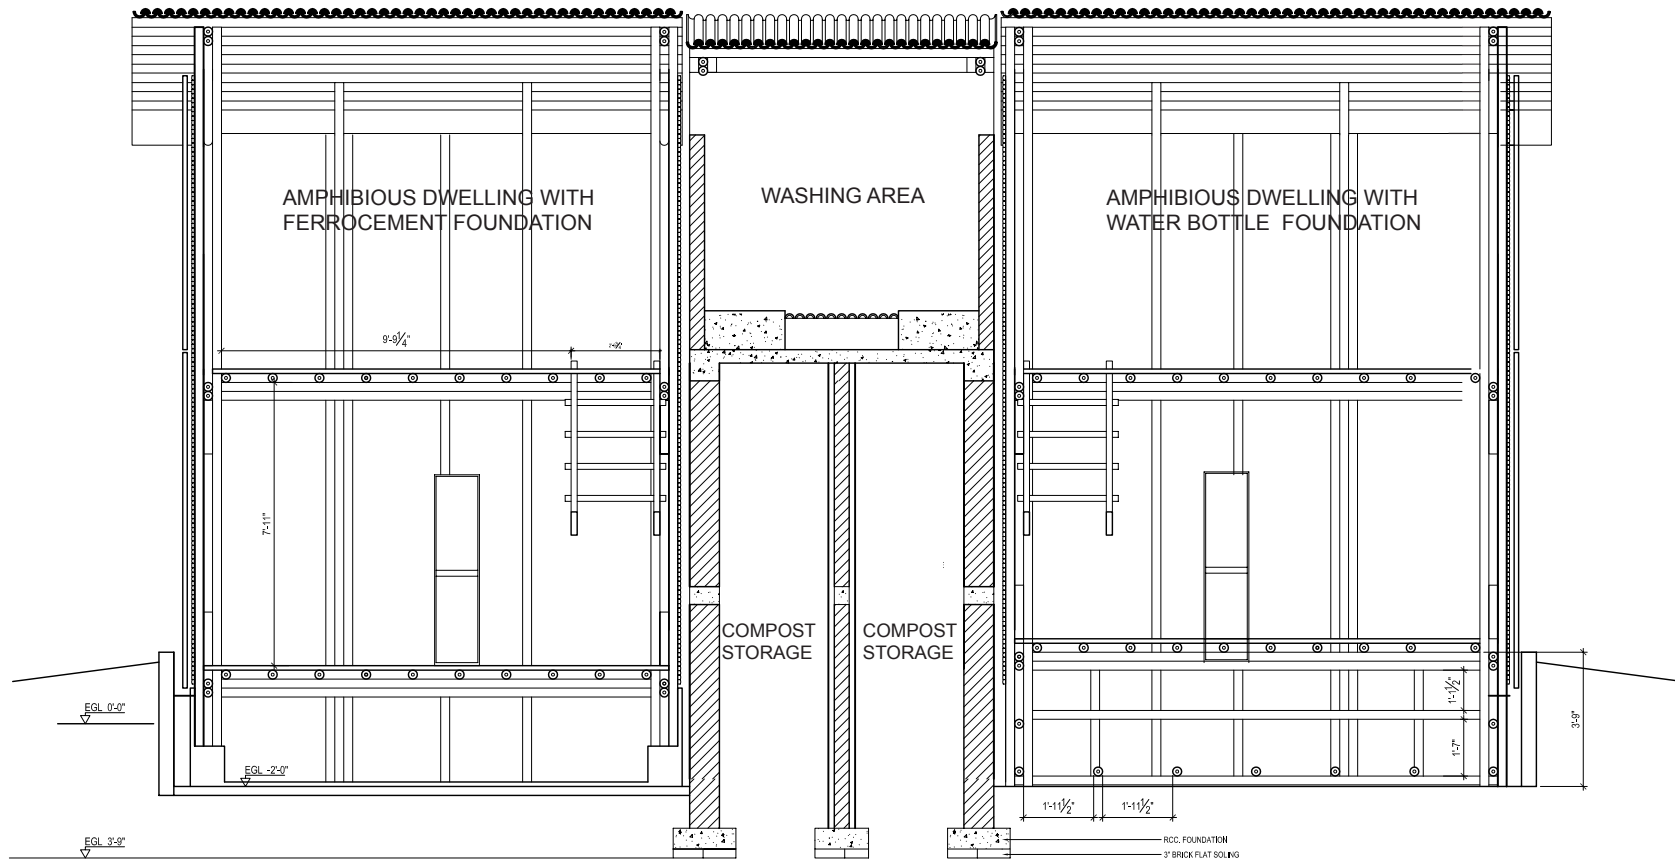 AMPHIBIOUS DWELLING WITH
FERROCEMENT FOUNDATION
WASHING AREA
AMPHIBIOUS DWELLING WITH
WATER BOTTLE FOUNDATION
9'-9¼"
7'-11"
COMPOST
STORAGE
COMPOST
STORAGE
EGL 0'-0"
EGL -2'-0"
EGL 3'-9"
1'-1½"
1'-7"
3'-9"
1'-11½"
1'-11½"
RCC. FOUNDATION
3" BRICK FLAT SOLING